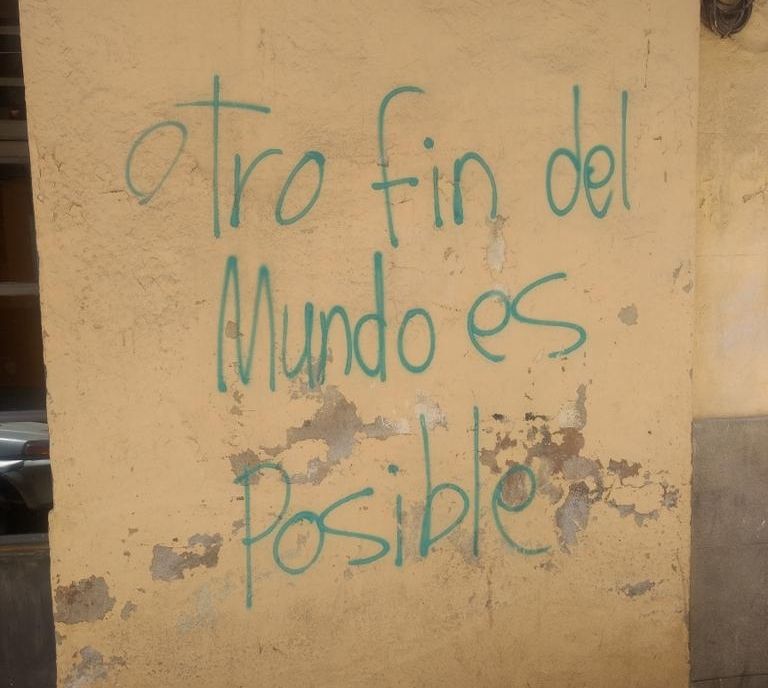 otro fin del
Mundo es
Posible